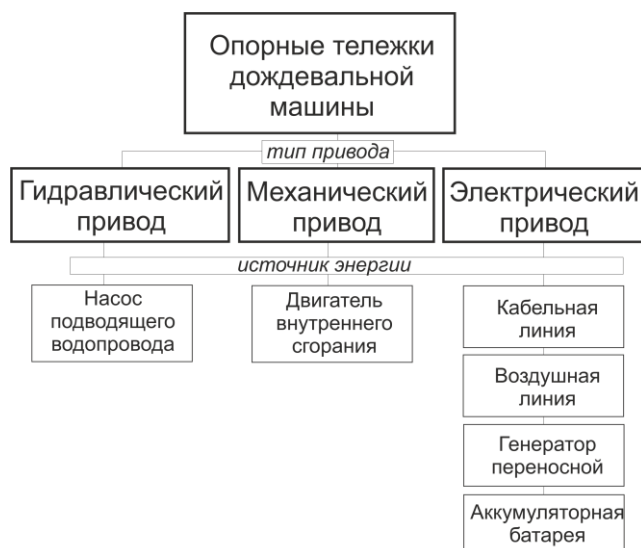 Опорные тележки
дождевальной
машины
тип привода
Гидравлический
привод
Механический
привод
Электрический
привод
источник энергии
Насос
подводящего
водопровода
Двигатель
внутреннего
сгорания
Кабельная
линия
Воздушная
линия
Генератор
переносной
Аккумуляторная
батарея